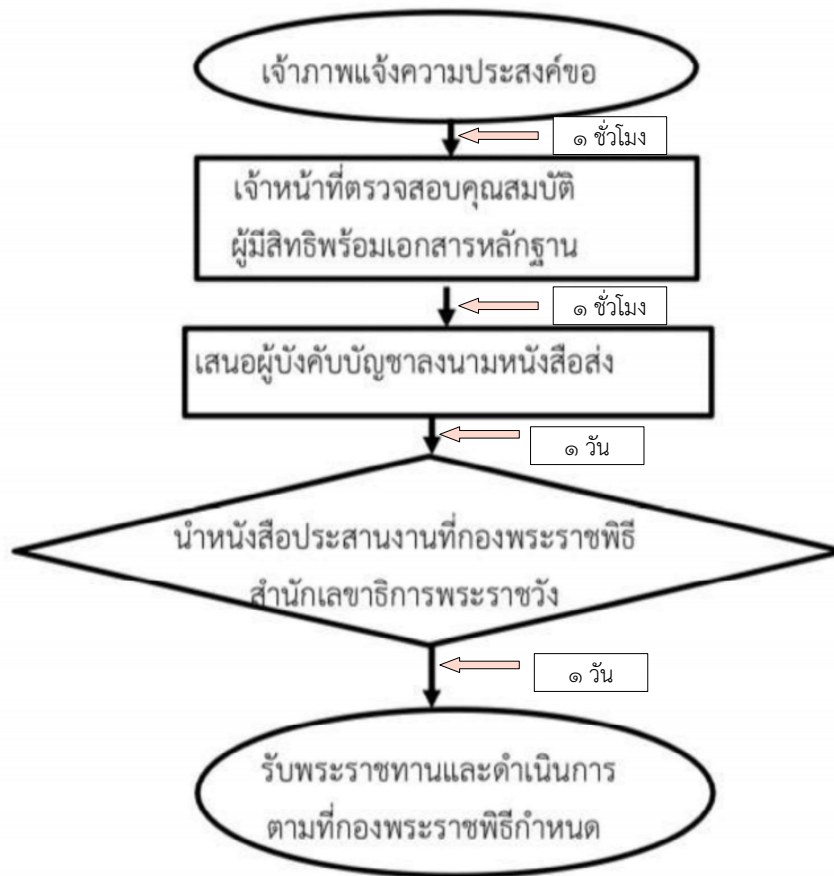 เจ้าภาพแจ้งความประสงค์ขอ
๑ ชั่วโมง
เจ้าหน้าที่ตรวจสอบคุณสมบัติ
ผู้มีสิทธิพร้อมเอกสารหลักฐาน
๑ ชั่วโมง
เสนอผู้บังคับบัญชาลงนามหนังสือส่ง
๑ วัน
นำหนังสือประสานงานที่กองพระราชพิธี
สำนักเลขาธิการพระราชวัง
๑ วัน
รับพระราชทานและดำเนินการ
ตามที่กองพระราชพิธีกำหนด